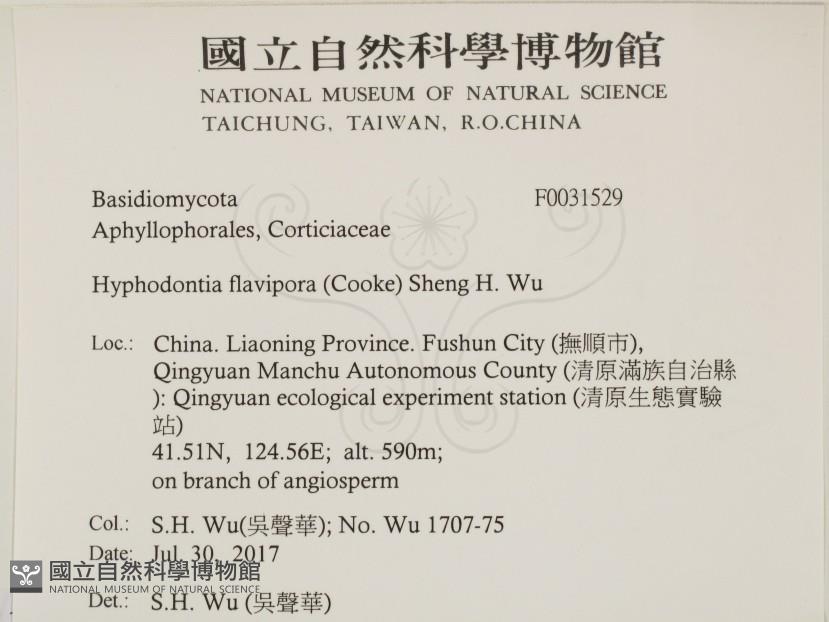 國立自然科學博物館
NATIONAL MUSEUM OF NATURAL SCIENCE
TAICHUNG, TAIWAN, R.O.CHINA
Basidiomycota F0031529
Aphyllophorales, Corticiaceae
Hyphodontia flavipora (Cooke) Sheng H. Wu
Loc.: China. Liaoning Province. Fushun City (撫順市),
Qingyuan Manchu Autonomous County (清原滿族自治縣
): Qingyuan ecological experiment station (清原生態實驗
站)
41.51N, 124.56E; alt. 590m;
on branch of angiosperm
Col.: S.H. Wu(吳聲華); No. Wu 1707-75
Date: Jul. 30, 2017
國立自然科學博物館
NATIONAL MUSEUM OF NATURAL SCIENCE
Det.: S.H. Wu (吳聲華)